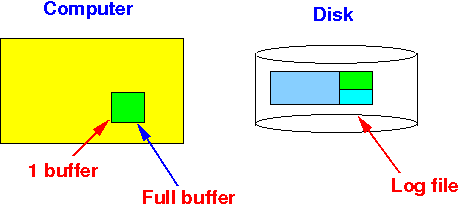 Computer
Disk
1 buffer
Full buffer
Log file